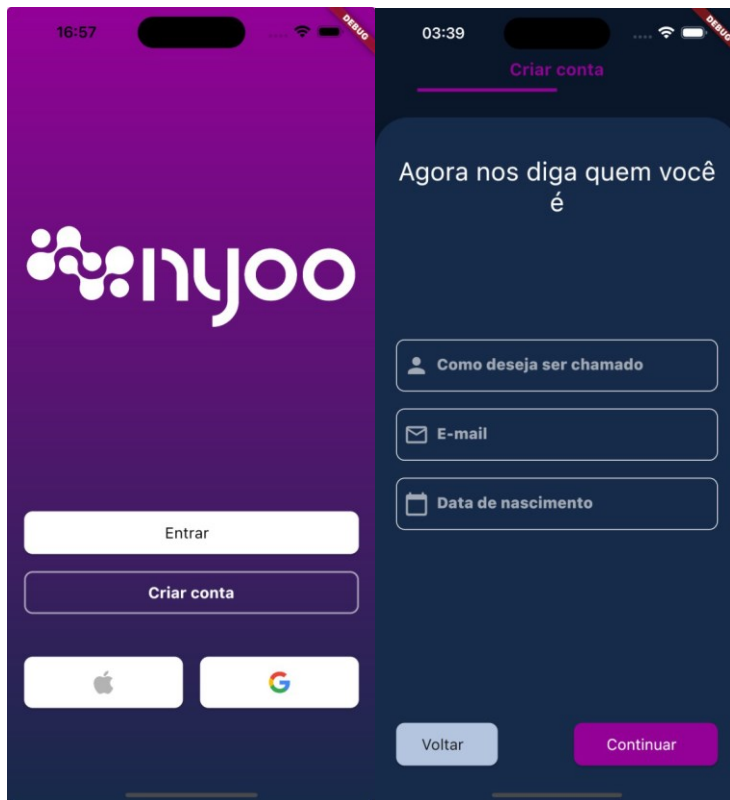 16:57
DEBUG
nyoo
Entrar
Criar conta
G
03:39
DEBUG
Criar conta
Agora nos diga quem você
é
Como deseja ser chamado
E-mail
Data de nascimento
Voltar
Continuar